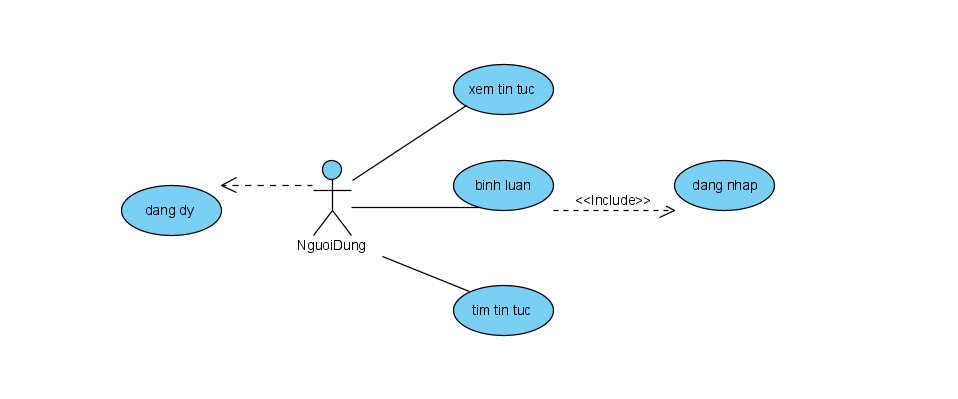 xem tin tuc
binh luan
dang nhap
<<Include>>
dang dy
NguoiDung
tim tin tuc